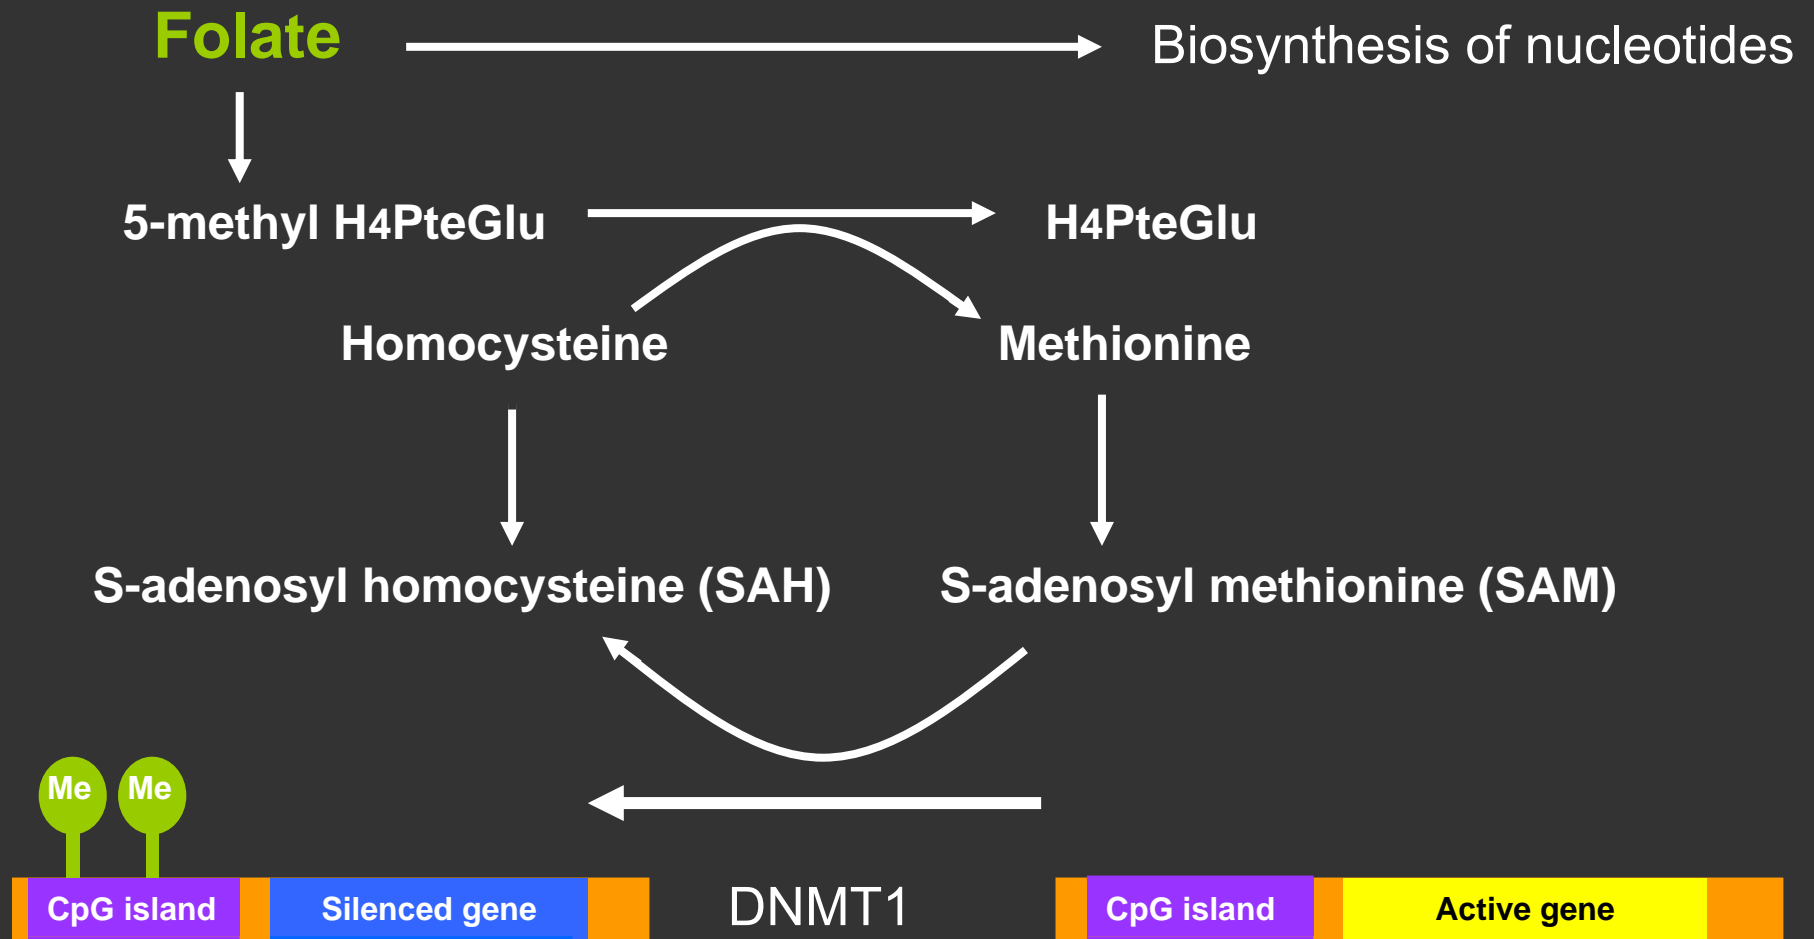 Folate
Biosynthesis of nucleotides
5-methyl H4PteGlu
H4PteGlu
Homocysteine
Methionine
S-adenosyl homocysteine (SAH)
S-adenosyl methionine (SAM)
Me
Me
CpG island
Silenced gene
DNMT1
CpG island
Active gene